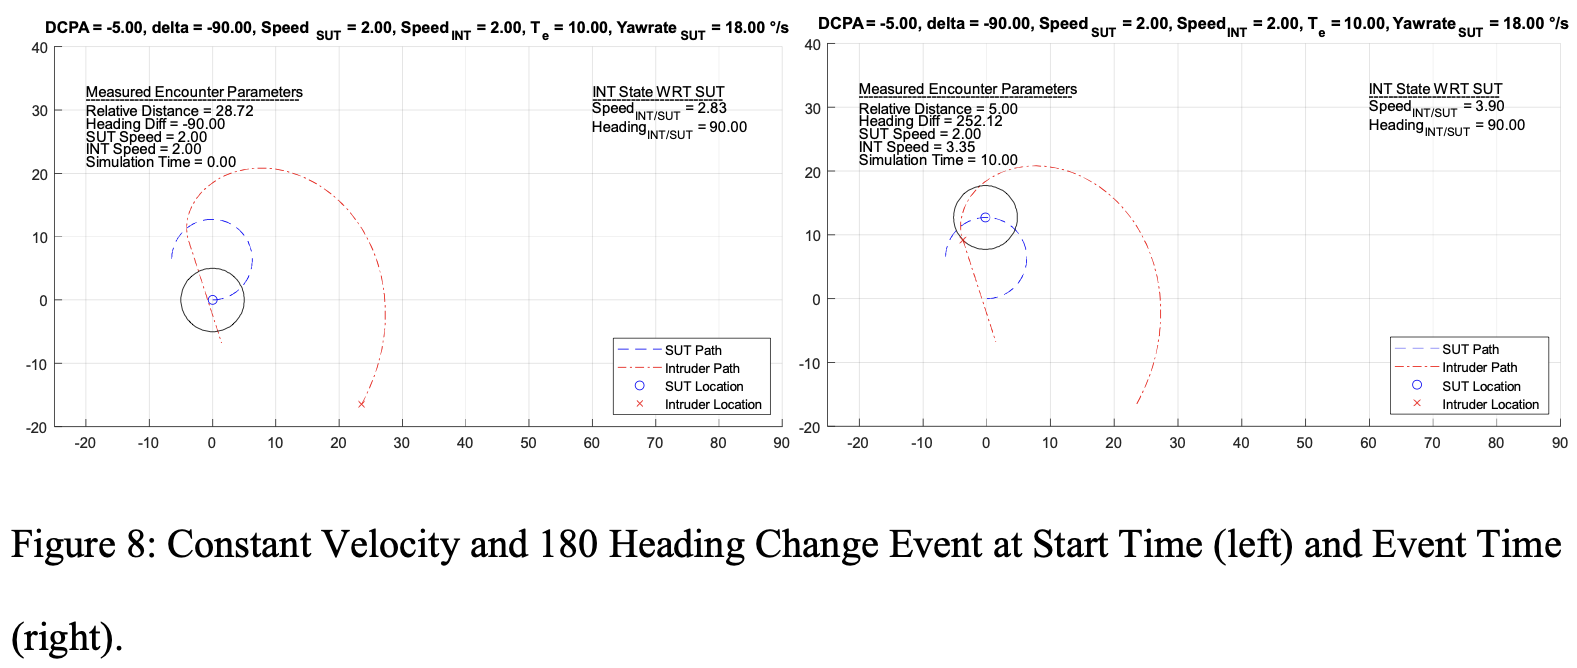 DCPA = -5.00, delta = -90.00, Speed SUT = 2.00, Speed INT = 2.00, Te = 10.00, Yawrate SUT = 18.00 °/s
40
30
20
10
0
-10
-20
-20
-10
0
10
20
30
40
50
60
70
80
90
Measured Encounter Parameters
Relative Distance = 28.72
Heading Diff = -90.00
SUT Speed = 2.00
INT Speed = 2.00
Simulation Time = 0.00
INT State WRT SUT
Speed INT/SUT = 2.83
Heading INT/SUT = 90.00
SUT Path
Intruder Path
SUT Location
Intruder Location
DCPA = -5.00, delta = -90.00, Speed SUT = 2.00, Speed INT = 2.00, Te = 10.00, Yawrate SUT = 18.00 °/s
40
30
20
10
0
-10
-20
-20
-10
0
10
20
30
40
50
60
70
80
90
Measured Encounter Parameters
Relative Distance = 5.00
Heading Diff = 252.12
SUT Speed = 2.00
INT Speed = 3.35
Simulation Time = 10.00
INT State WRT SUT
Speed INT/SUT = 3.90
Heading INT/SUT = 90.00
SUT Path
Intruder Path
SUT Location
Intruder Location
Figure 8: Constant Velocity and 180 Heading Change Event at Start Time (left) and Event Time
(right).